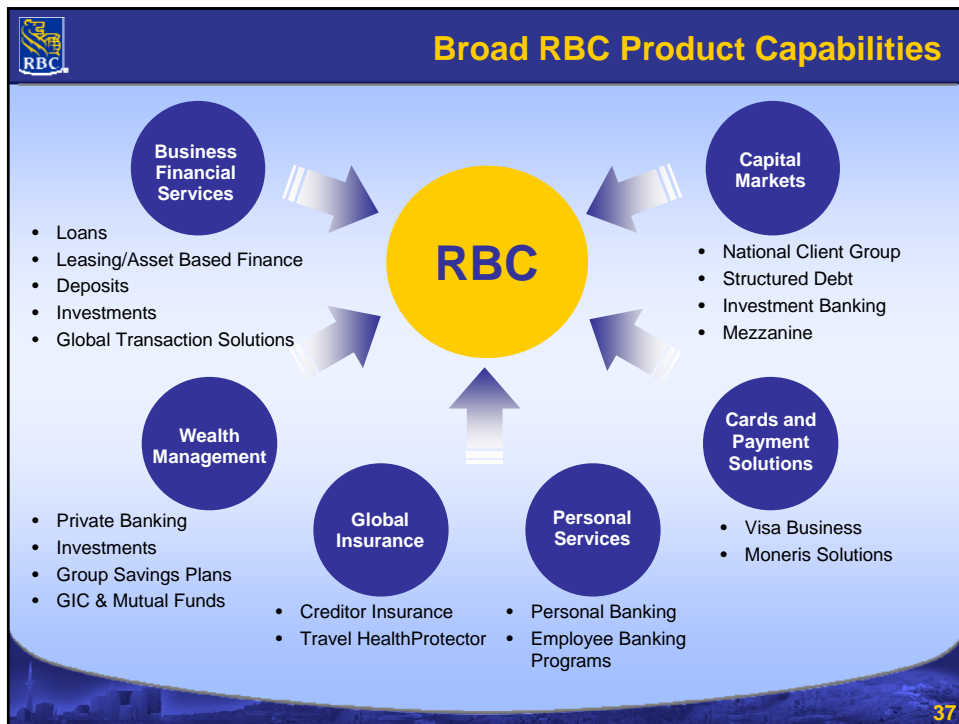 RBC
Broad RBC Product Capabilities
Business
Financial
Services
• Loans
• Leasing/Asset Based Finance
• Deposits
• Investments
• Global Transaction Solutions
RBC
Capital
Markets
• National Client Group
• Structured Debt
• Investment Banking
• Mezzanine
Wealth
Management
• Private Banking
• Investments
• Group Savings Plans
• GIC & Mutual Funds
Global
Insurance
• Creditor Insurance
• Travel HealthProtector
Personal
Services
• Personal Banking
• Employee Banking
Programs
Cards and
Payment
Solutions
• Visa Business
• Moneris Solutions
37